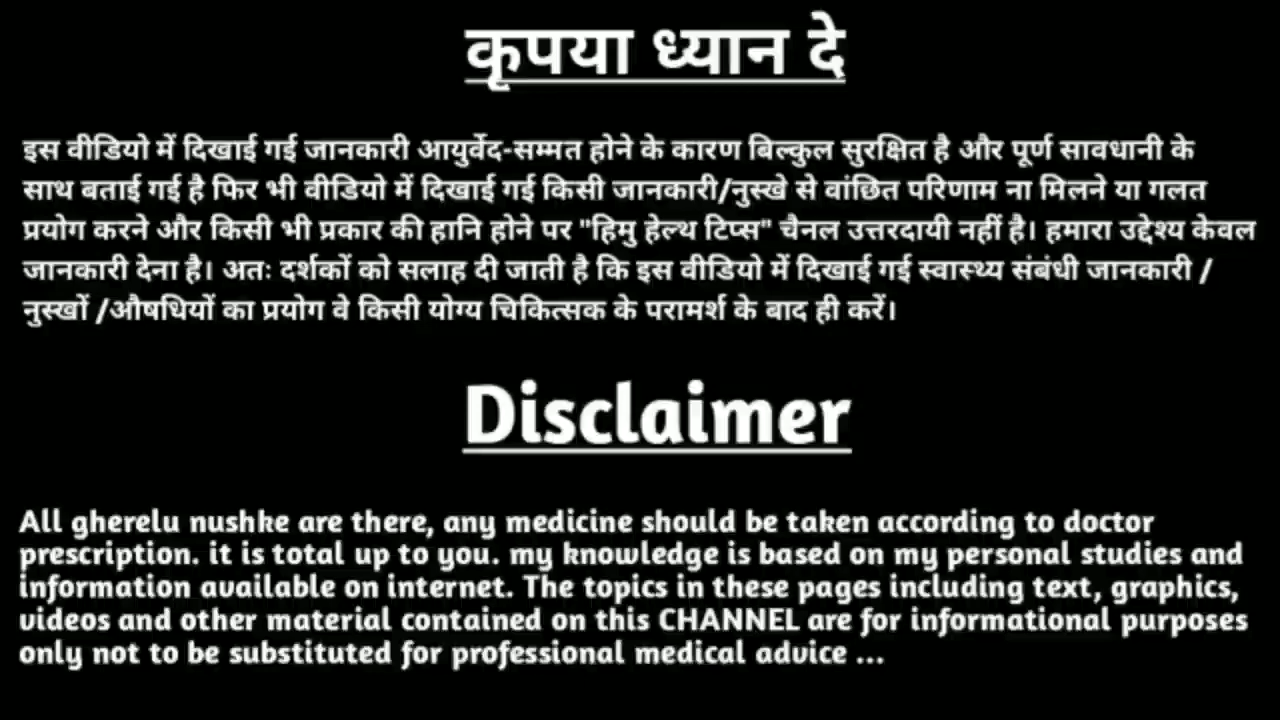 कृपया ध्यान दे
इस वीडियो में दिखाई गई जानकारी आयुर्वेद-सम्मत होने के कारण बिल्कुल सुरक्षित है और पूर्ण सावधानी के
साथ बताई गई है फिर भी वीडियो में दिखाई गई किसी जानकारी/नुस्खे से वांछित परिणाम ना मिलने या गलत
प्रयोग करने और किसी भी प्रकार की हानि होने पर "हिमु हेल्थ टिप्स" चैनल उत्तरदायी नहीं है। हमारा उद्देश्य केवल
जानकारी देना है। अतः दर्शकों को सलाह दी जाती है कि इस वीडियो में दिखाई गई स्वास्थ्य संबंधी जानकारी /
नुस्खों /औषधियों का प्रयोग वे किसी योग्य चिकित्सक के परामर्श के बाद ही करें।
Disclaimer
All gherelu nushke are there, any medicine should be taken according to doctor
prescription. it is total up to you. my knowledge is based on my personal studies and
information available on internet. The topics in these pages including text, graphics,
videos and other material contained on this CHANNEL are for informational purposes
only not to be substituted for professional medical advice ...